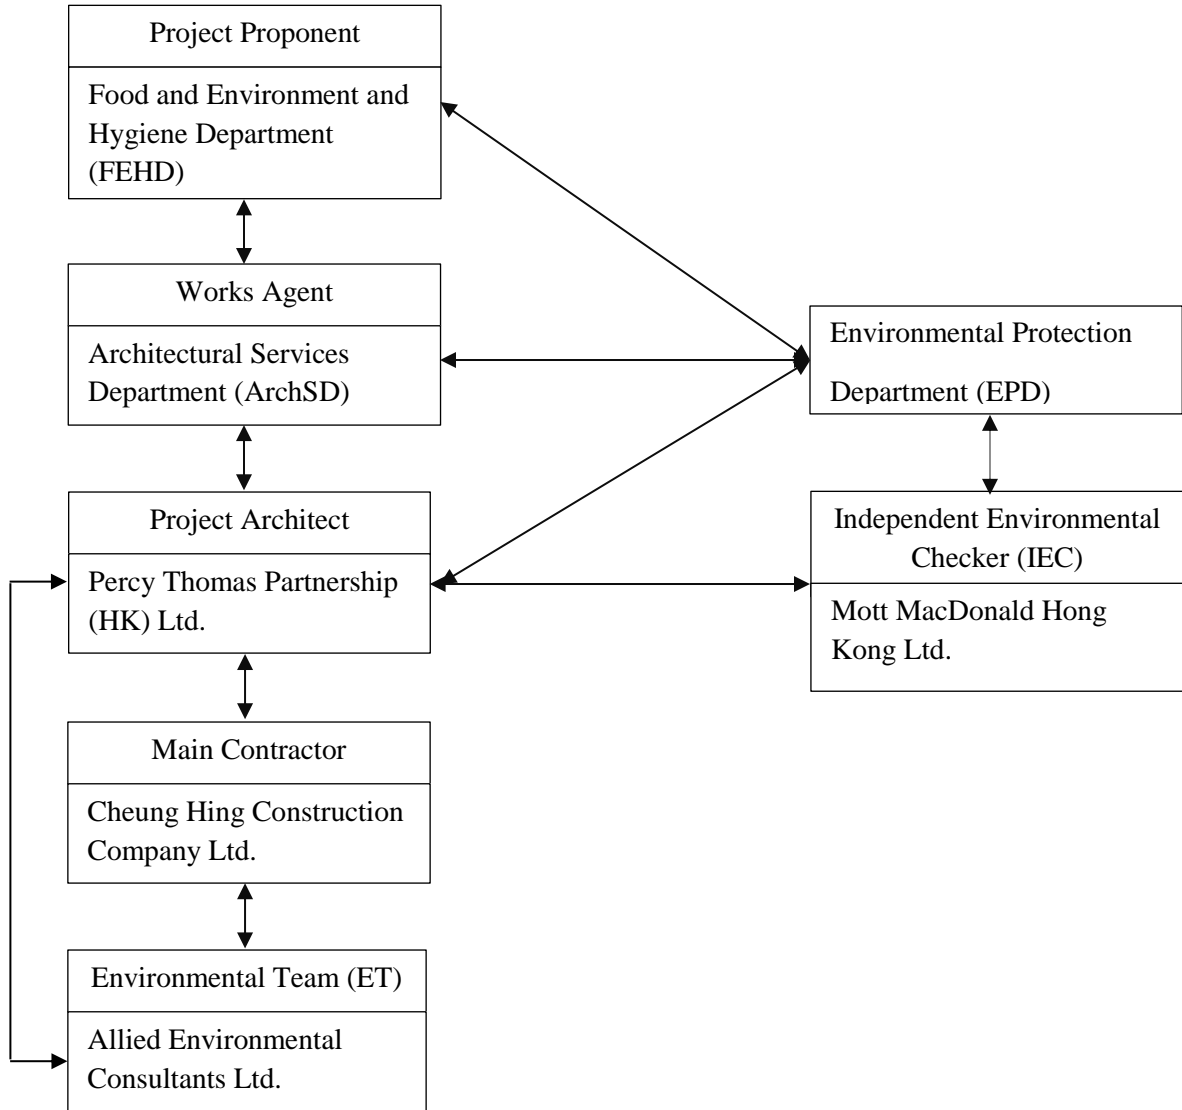 Project Proponent
Food and Environment and
Hygiene Department
(FEHD)
Works Agent
Architectural Services
Department (ArchSD)
Environmental Protection
Department (EPD)
Project Architect
Percy Thomas Partnership
(HK) Ltd.
Independent Environmental
Checker (IEC)
Mott MacDonald Hong
Kong Ltd.
Main Contractor
Cheung Hing Construction
Company Ltd.
Environmental Team (ET)
Allied Environmental
Consultants Ltd.